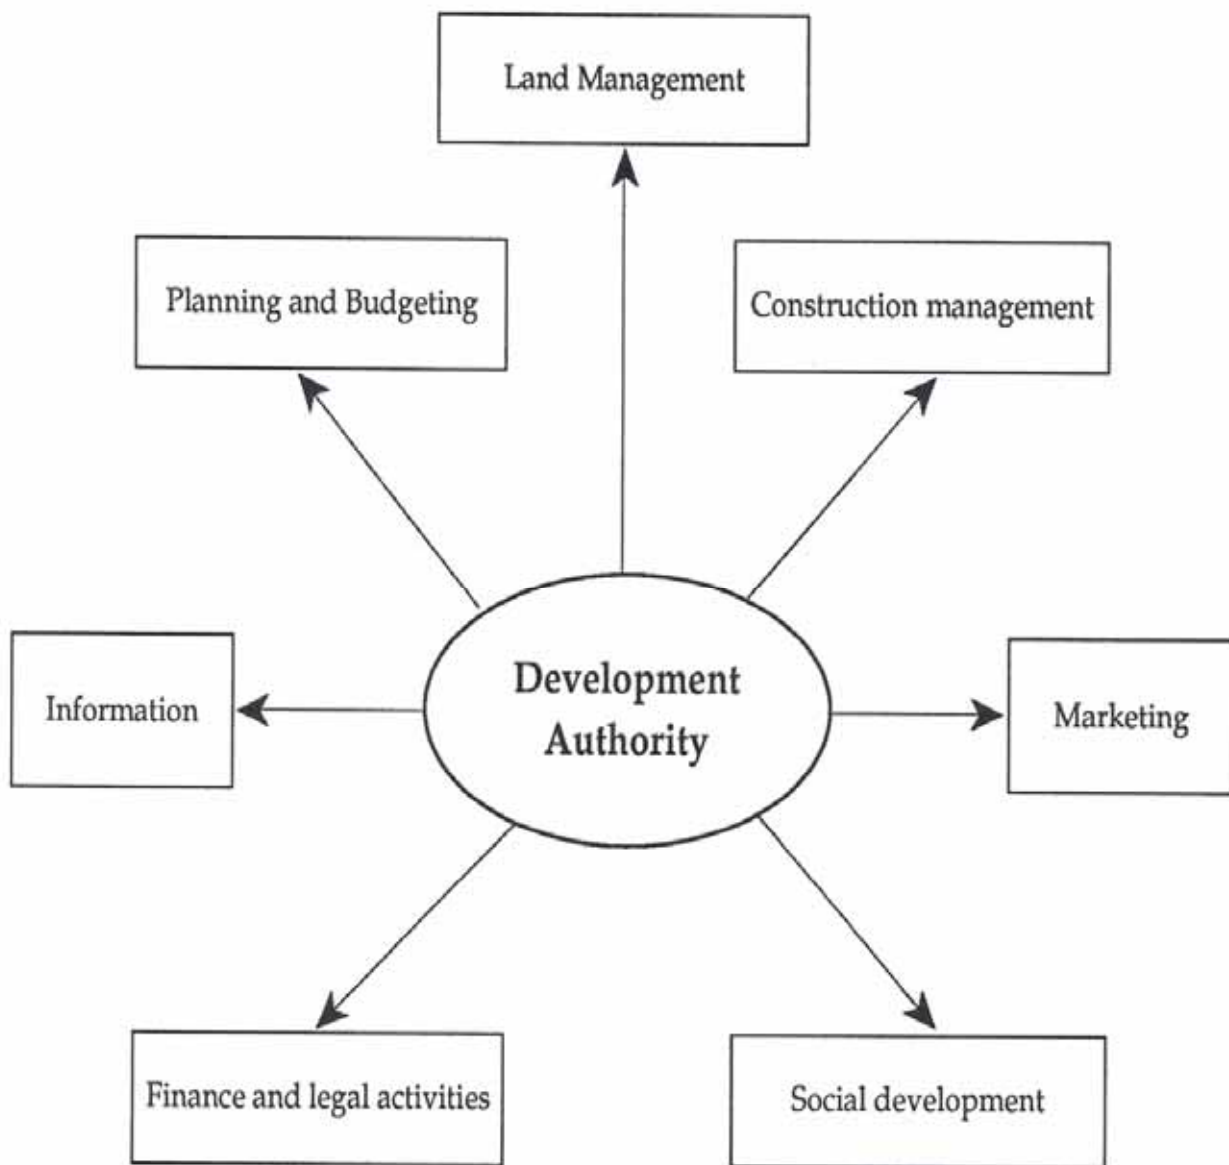 Land Management
Planning and Budgeting
Construction management
Information
Development
Authority
Marketing
Finance and legal activities
Social development